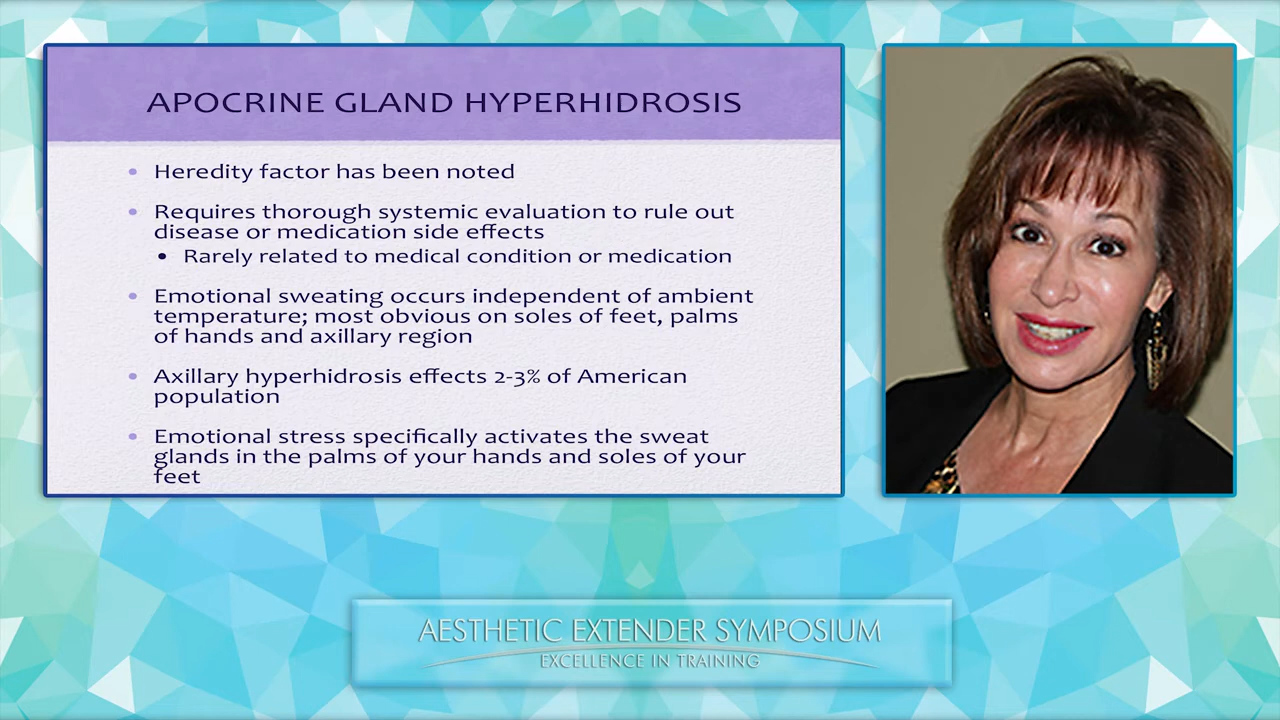 APOCRINE GLAND HYPERHIDROSIS
• Heredity factor has been noted
• Requires thorough systemic evaluation to rule out
disease or medication side effects
• Rarely related to medical condition or medication
• Emotional sweating occurs independent of ambient
temperature; most obvious on soles of feet, palms
of hands and axillary region
• Axillary hyperhidrosis effects 2-3% of American
population
• Emotional stress specifically activates the sweat
glands in the palms of your hands and soles of your
feet
AESTHETIC EXTENDER SYMPOSIUM
EXCELLENCE IN TRAINING